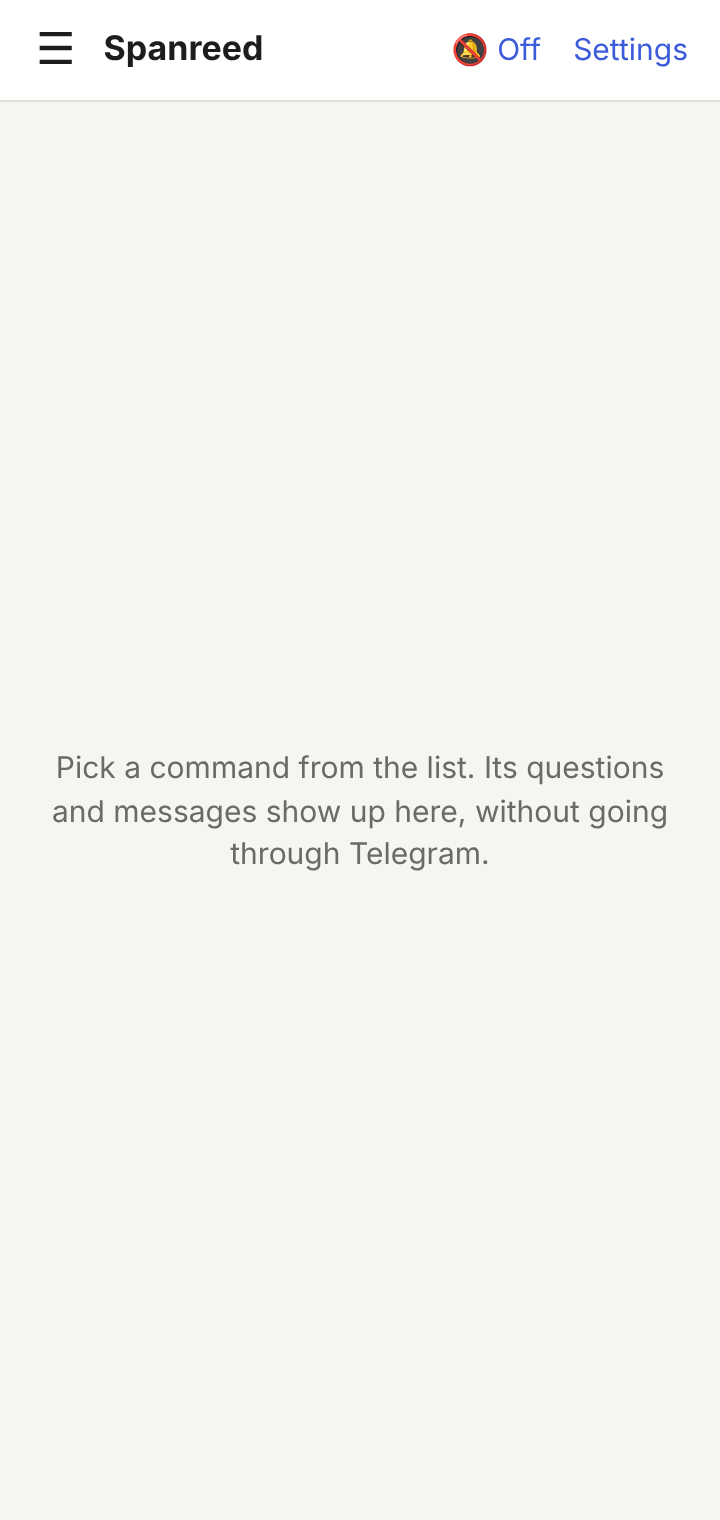 ☰ Spanreed 🔕 Off Settings
Pick a command from the list. Its questions
and messages show up here, without going
through Telegram.